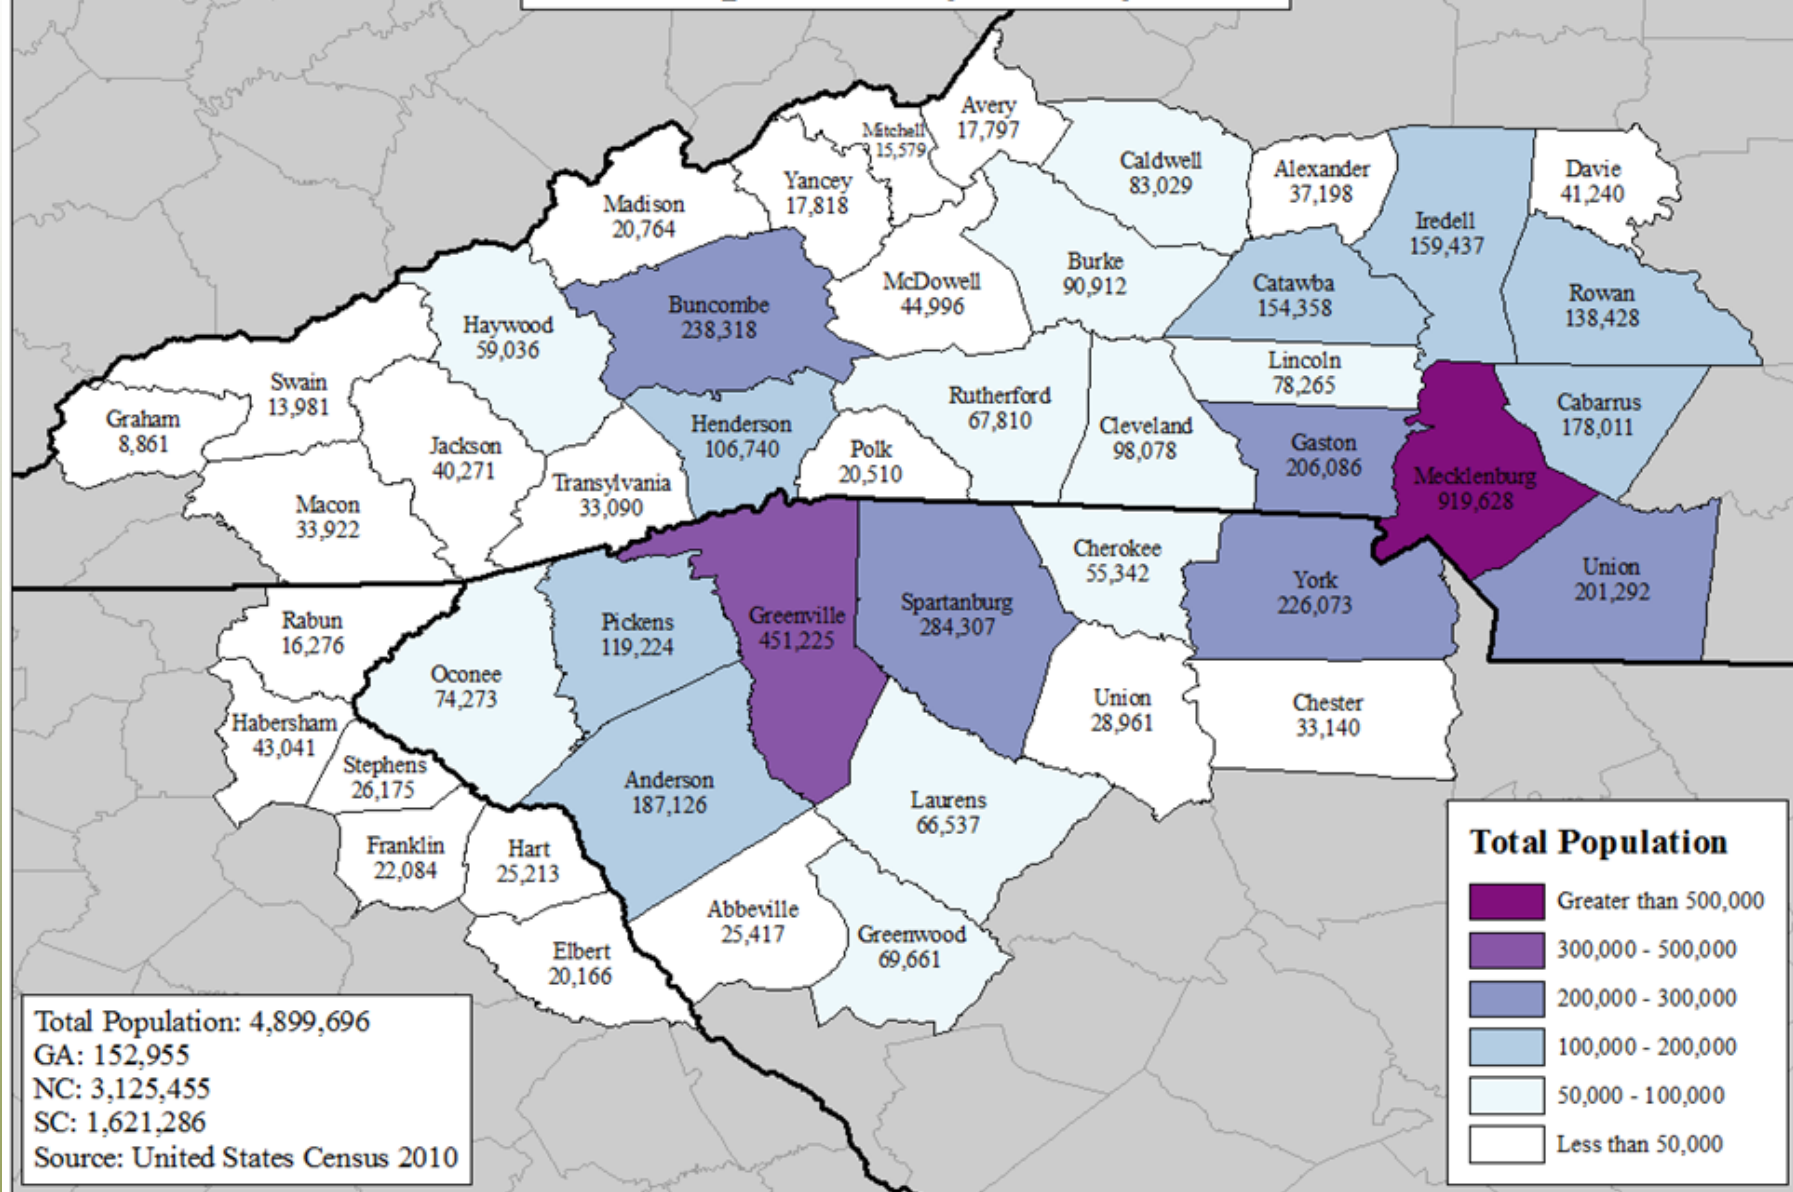 Avery
17,797
Mitchell
15,579
Caldwell
83,029
Alexander
37,198
Davie
41,240
Yancey
17,818
Madison
20,764
Iredell
159,437
Burke
90,912
McDowell
44,996
Catawba
154,358
Rowan
138,428
Buncombe
238,318
Haywood
59,036
Lincoln
78,265
Swain
13,981
Rutherford
67,810
Cabarrus
178,011
Graham
8,861
Henderson
106,740
Cleveland
98,078
Jackson
40,271
Polk
20,510
Gaston
206,086
Mecklenburg
919,628
Transylvania
33,090
Macon
33,922
Cherokee
55,342
Union
201,292
York
226,073
Spartanburg
284,307
Greenville
451,225
Pickens
119,224
Rabun
16,276
Oconee
74,273
Union
28,961
Chester
33,140
Habersham
43,041
Stephens
26,175
Anderson
187,126
Laurens
66,537
Franklin
22,084
Hart
25,213
Abbeville
25,417
Greenwood
69,661
Elbert
20,166
Total Population
Greater than 500,000
300,000 - 500,000
200,000 - 300,000
100,000 - 200,000
50,000 - 100,000
Less than 50,000
Total Population: 4,899,696
GA: 152,955
NC: 3,125,455
SC: 1,621,286
Source: United States Census 2010